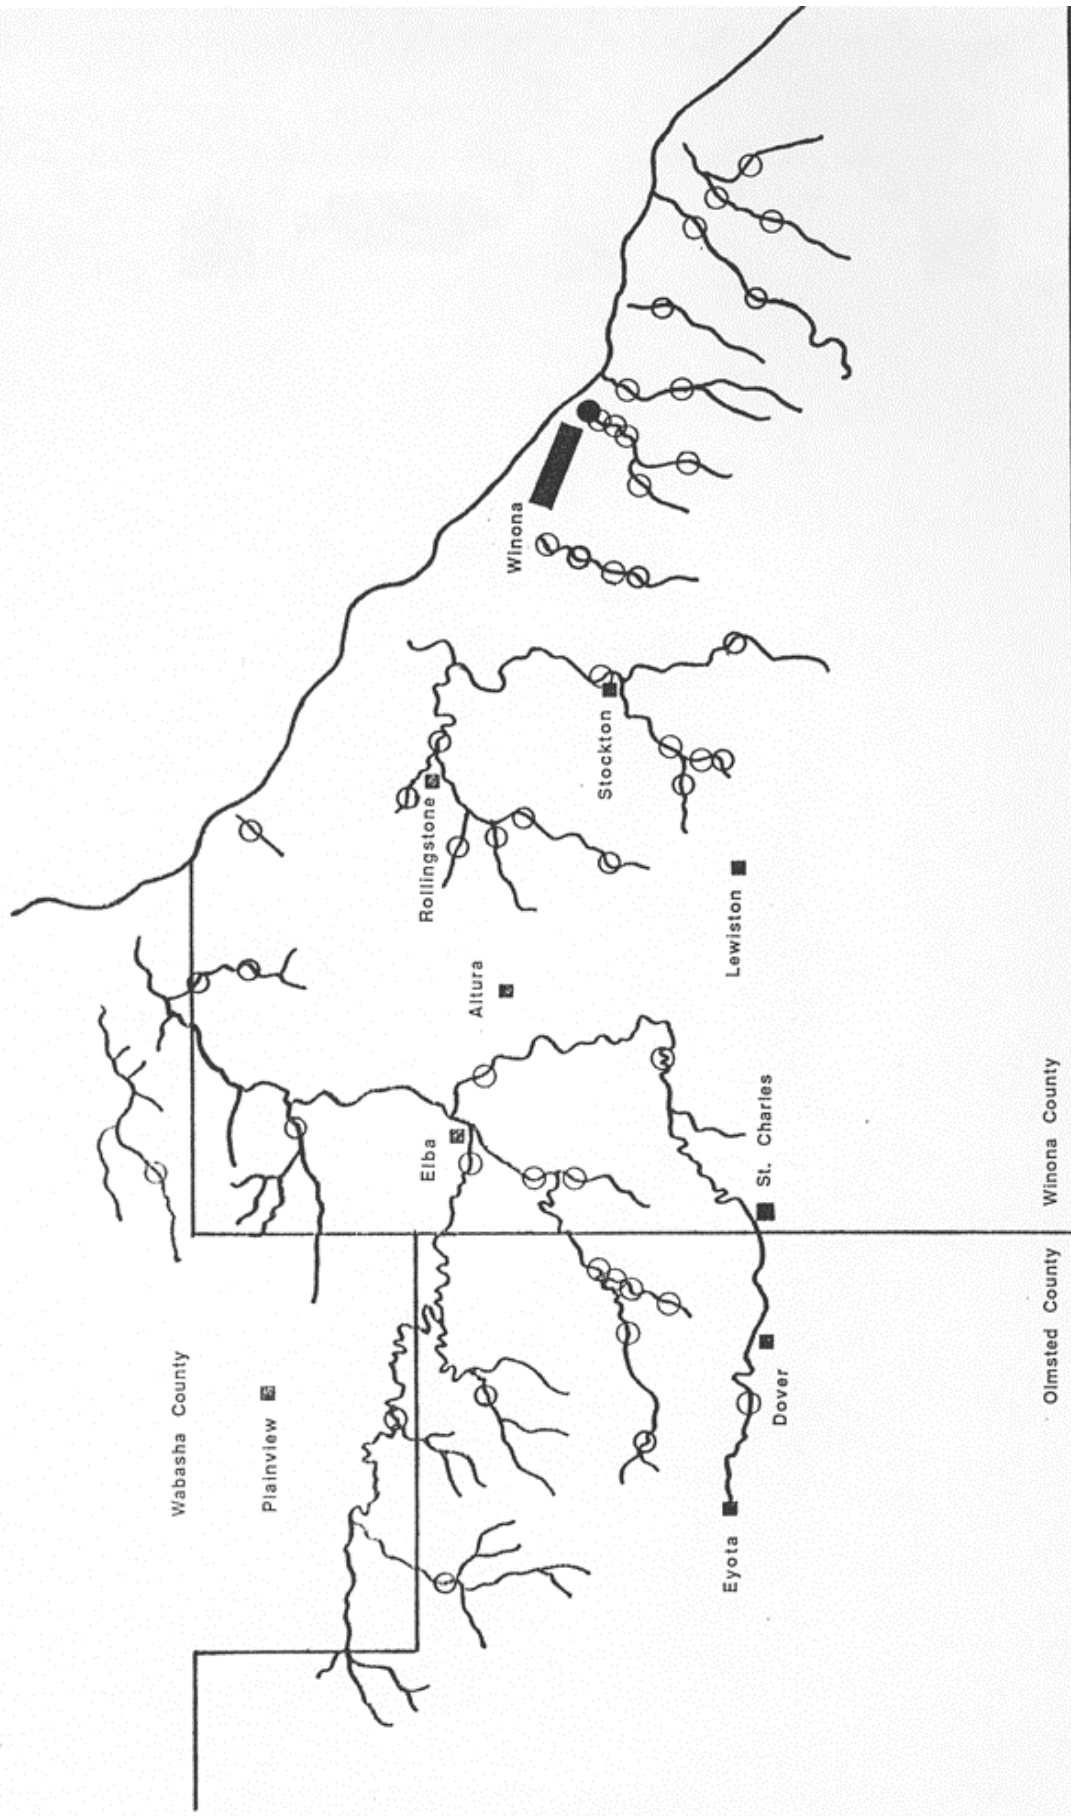 Wabasha County
Plainview
Elba
Altura
Rollingstone
Winona
Stockton
Lewiston
St. Charles
Dover
Eyota
Olmsted County
Winona County